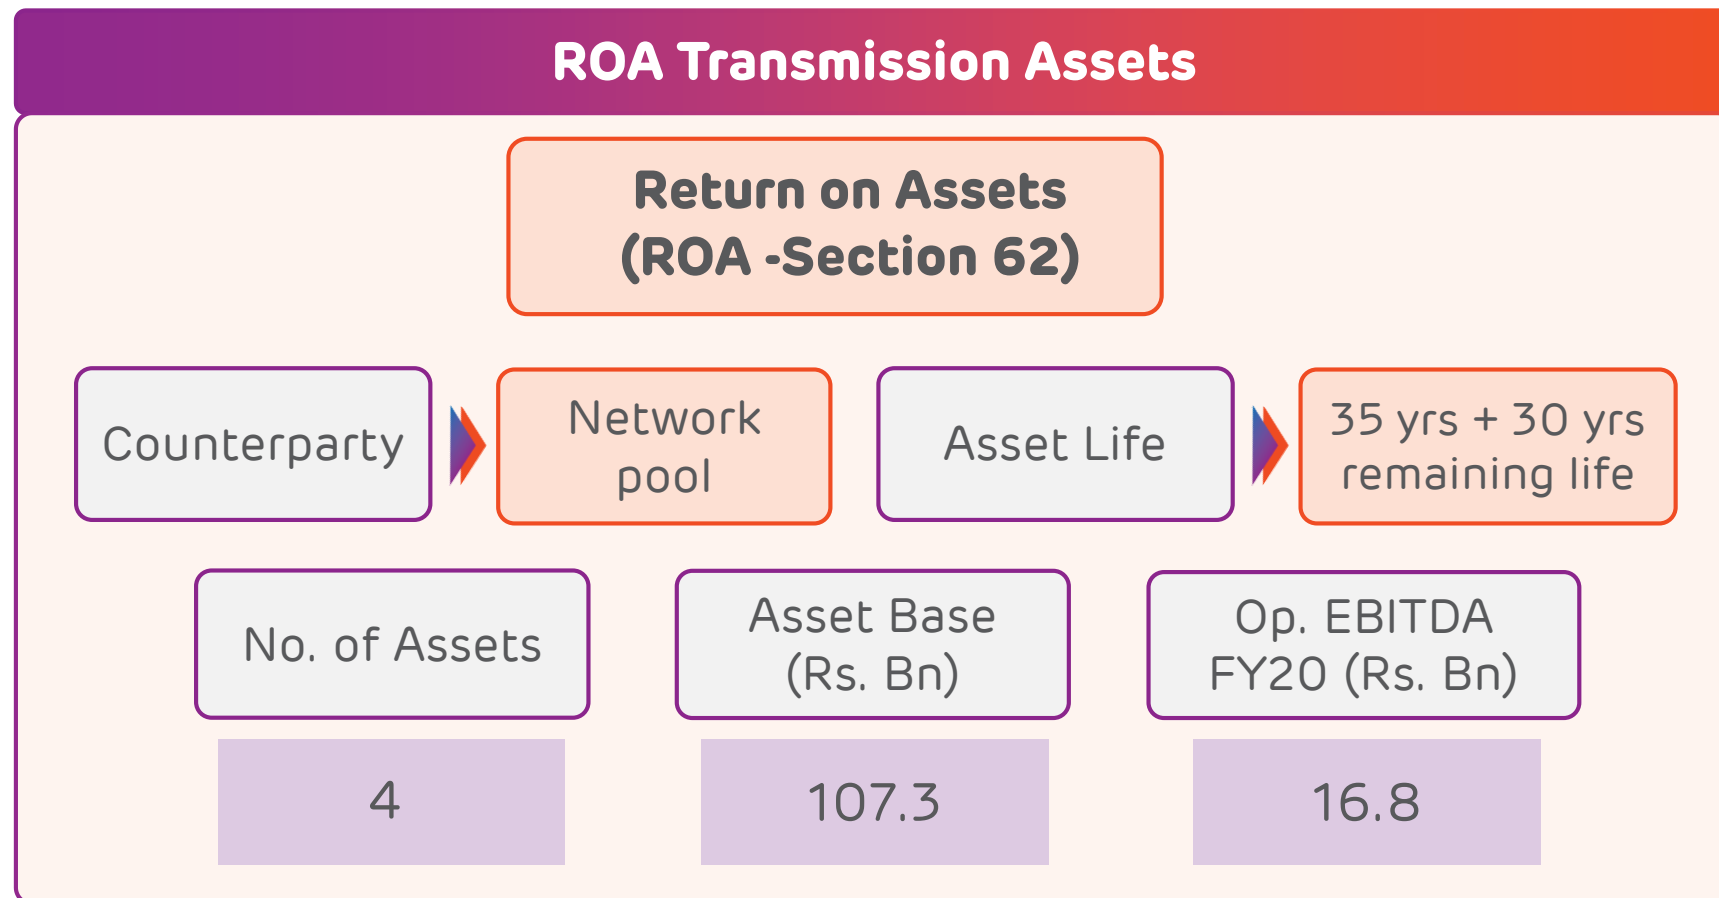 ROA Transmission Assets
Return on Assets
(ROA -Section 62)
Counterparty
Network
pool
Asset Life
35 yrs + 30 yrs
remaining life
No. of Assets
Asset Base
(Rs. Bn)
Op. EBITDA
FY20 (Rs. Bn)
4
107.3
16.8